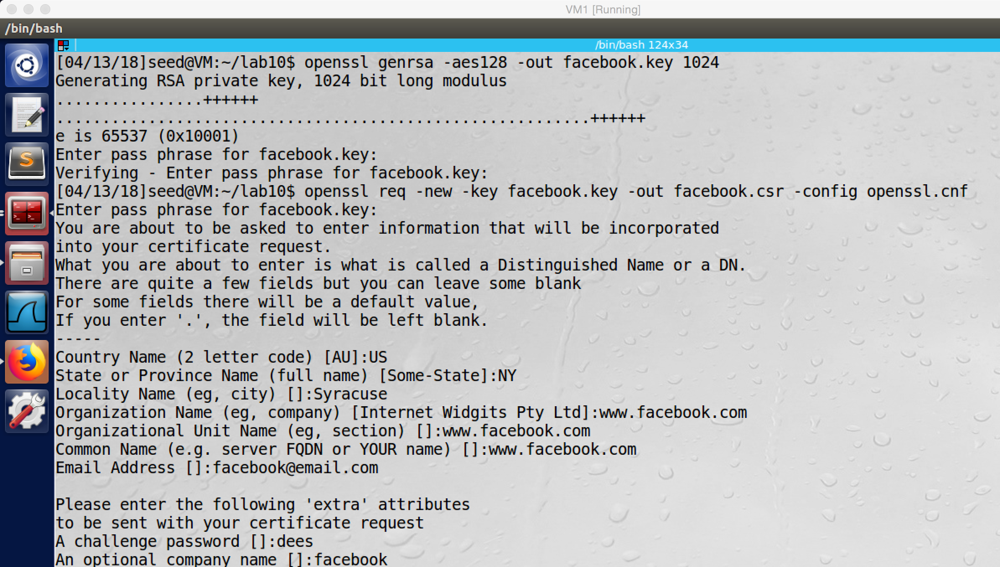 VM1 [Running]
/bin/bash
/bin/bash 124x34
[04/13/18]seed@VM:~/lab10$ openssl genrsa -aes128 -out facebook.key 1024
Generating RSA private key, 1024 bit long modulus
................++++++
..........................................................++++++
e is 65537 (0x10001)
Enter pass phrase for facebook.key:
Verifying - Enter pass phrase for facebook.key:
[04/13/18]seed@VM:~/lab10$ openssl req -new -key facebook.key -out facebook.csr -config openssl.cnf
Enter pass phrase for facebook.key:
You are about to be asked to enter information that will be incorporated
into your certificate request.
What you are about to enter is what is called a Distinguished Name or a DN.
There are quite a few fields but you can leave some blank
For some fields there will be a default value,
If you enter '.', the field will be left blank.
-----
Country Name (2 letter code) [AU]:US
State or Province Name (full name) [Some-State]:NY
Locality Name (eg, city) []:Syracuse
Organization Name (eg, company) [Internet Widgits Pty Ltd]:www.facebook.com
Organizational Unit Name (eg, section) []:www.facebook.com
Common Name (e.g. server FQDN or YOUR name) []:www.facebook.com
Email Address []:facebook@email.com
Please enter the following 'extra' attributes
to be sent with your certificate request
A challenge password []:dees
An optional company name []:facebook